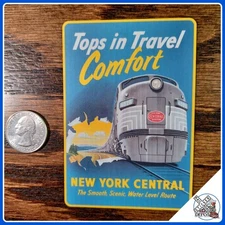 Tops in Travel
Comfort
NEW YORK CENTRAL
The Smooth, Scenic, Water Level Route